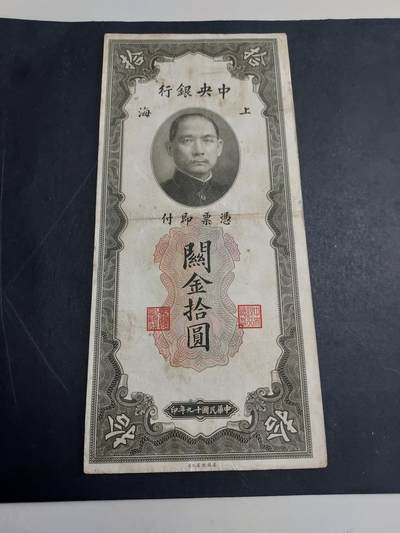 拾 拾
中央銀行
上海
憑票即付
關金拾圓
中華民國十九年印
拾 拾